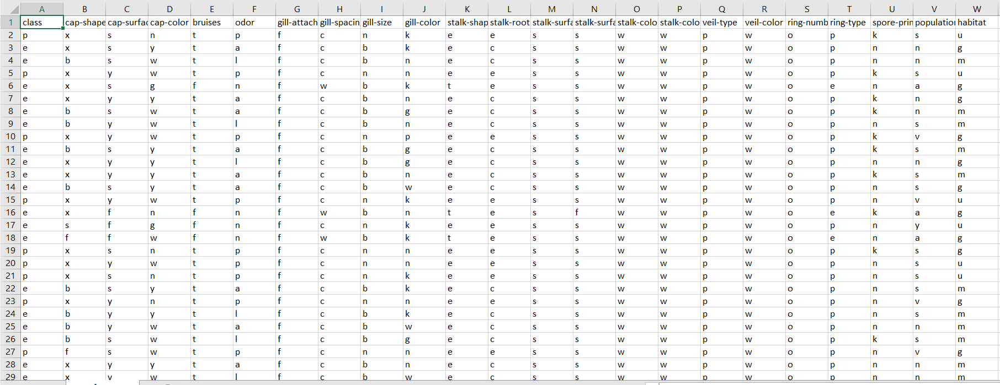 A B C D E F G H I J K L M N O P Q R S T U V W
1 class cap-shape cap-surfac cap-color bruises odor gill-attach gill-spacin gill-size gill-color stalk-shap stalk-root stalk-surfa stalk-surfa stalk-colo stalk-colo veil-type veil-color ring-numb ring-type spore-prin population habitat
2 p x s n t p f c n k e e s s w w p w o p k s u
3 e x s y t a f c b k e c s s w w p w o p n n g
4 e b s w t l f c b n e c s s w w p w o p n n m
5 p x y w t p f c n n e e s s w w p w o p k s u
6 e x s g f n f w b k t e s s w w p w o e n a g
7 e x y y t a f c b n e c s s w w p w o p k n g
8 e b s w t a f c b g e c s s w w p w o p k n m
9 e b y w t l f c b n e c s s w w p w o p n s m
10 p x y w t p f c n p e e s s w w p w o p k v g
11 e b s y t a f c b g e c s s w w p w o p k s m
12 e x y y t l f c b g e c s s w w p w o p n n g
13 e x y y t a f c b n e c s s w w p w o p k s m
14 e b s y t a f c b w e c s s w w p w o p n s g
15 p x y w t p f c n k e e s s w w p w o p n v u
16 e x f n f n f w b n t e s f w w p w o e k a g
17 e s f g f n f c n k e e s s w w p w o p n y u
18 e f f w f n f w b k t e s s w w p w o e n a g
19 p x s n t p f c n n e e s s w w p w o p k s g
20 p x y w t p f c n n e e s s w w p w o p n s u
21 p x s n t p f c n k e e s s w w p w o p n s u
22 e b s y t a f c b k e c s s w w p w o p n s m
23 p x y n t p f c n n e e s s w w p w o p n v g
24 e b y y t l f c b k e c s s w w p w o p n s m
25 e b y w t a f c b w e c s s w w p w o p n n m
26 e b s w t l f c b g e c s s w w p w o p k s m
27 p f s w t p f c n n e e s s w w p w o p n v g
28 e x y y t a f c b n e c s s w w p w o p n n m
29 e x y w t l f c b w e c s s w w p w o p n n m